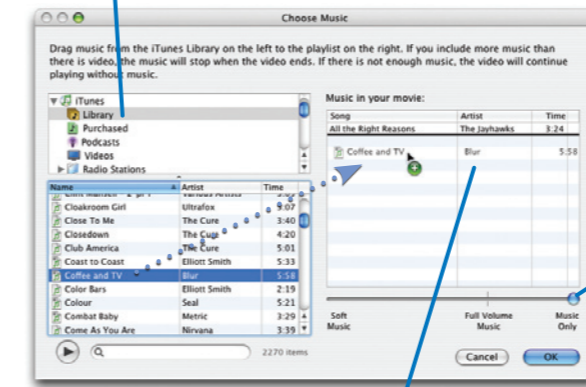 Choose Music
Drag music from the iTunes Library on the left to the playlist on the right. If you include more music than
there is video, the music will stop when the video ends. If there is not enough music, the video will continue
playing without music.
iTunes
Library
Purchased
Podcasts
Videos
Radio Stations
Music in your movie:
Song Artist Time
All the Right Reasons The Jayhawks 3:24
Coffee and TV Blur 5:58
Name Artist Time
Various Artists
Cloakroom Girl Ultrafox 9:07
Close To Me The Cure 3:40
Closedown The Cure 4:20
Club America The Cure 5:01
Coast to Coast Elliott Smith 5:33
Coffee and TV Blur 5:58
Color Bars Elliott Smith 2:19
Colour Seal 5:21
Combat Baby Metric 3:29
Come As You Are Nirvana 3:39
2270 items
Soft Music
Full Volume Music
Music Only
Cancel OK